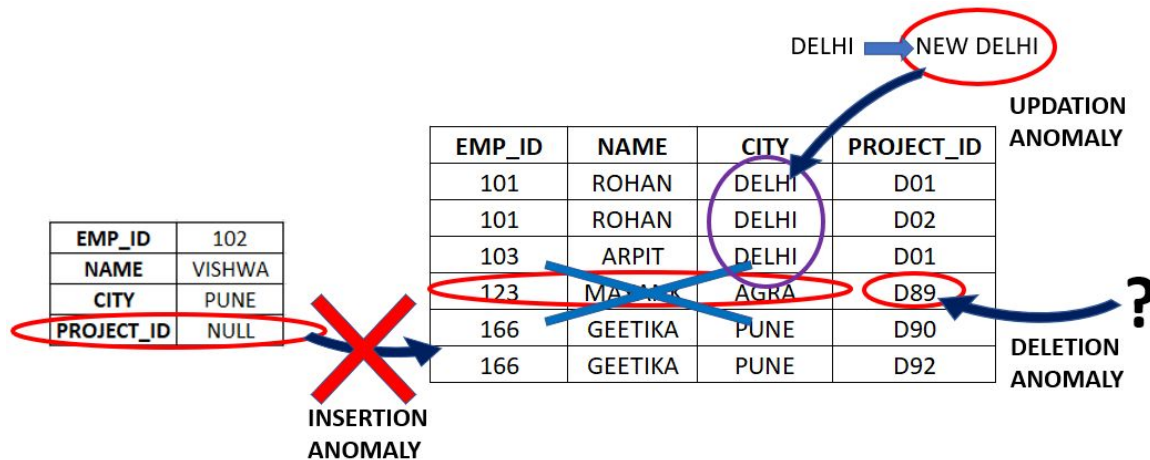 DELHI NEW DELHI
UPDATION
ANOMALY
EMP_ID NAME CITY PROJECT_ID
101 ROHAN DELHI D01
101 ROHAN DELHI D02
103 ARPIT DELHI D01
123 MAYANK AGRA D89
166 GEETIKA PUNE D90
166 GEETIKA PUNE D92
EMP_ID 102
NAME VISHWA
CITY PUNE
PROJECT_ID NULL
?
DELETION
ANOMALY
INSERTION
ANOMALY